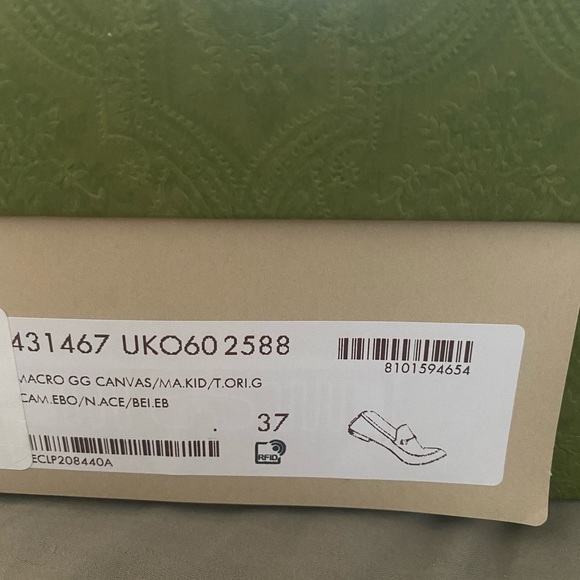 431467 UKO60 2588
8101594654
MACRO GG CANVAS/MA.KID/T.ORI.G
CAM.EBO/N.ACE/BEI.EB
. 37
RFID
ECLP208440A